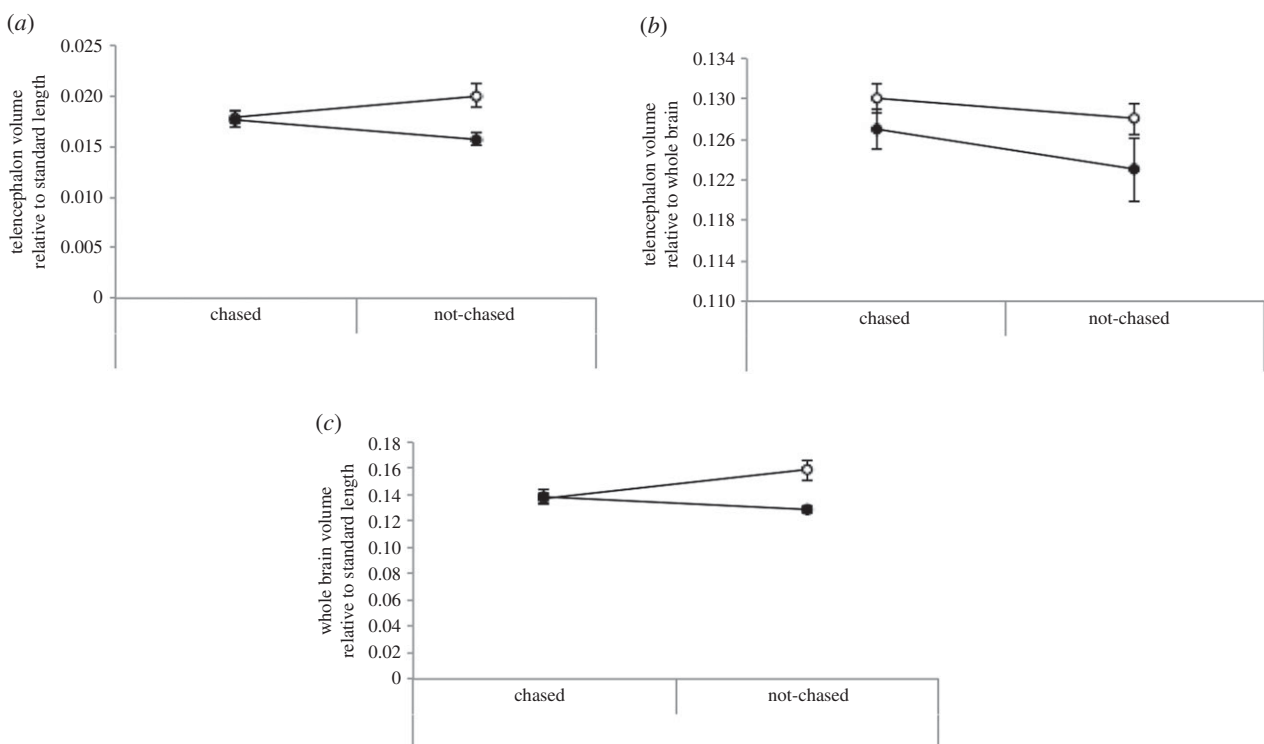 (a)
telencephalon volume
relative to standard length
0.025
0.020
0.015
0.010
0.005
0
chased not-chased
(b)
telencephalon volume
relative to whole brain
0.134
0.130
0.126
0.122
0.118
0.114
0.110
chased not-chased
(c)
whole brain volume
relative to standard length
0.18
0.16
0.14
0.12
0.10
0.08
0.06
0.04
0.02
0
chased not-chased